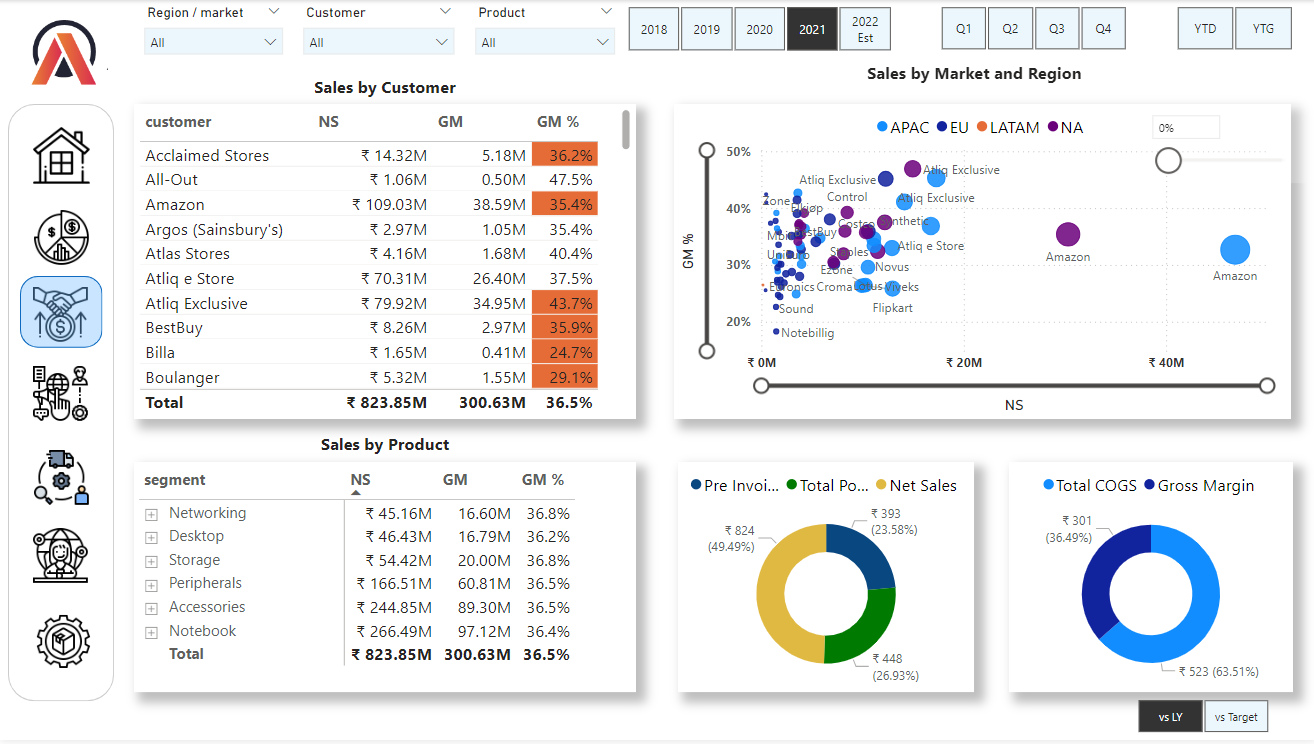 Region / market
Customer
Product
All
All
All
2018
2019
2020
2021
2022
Est
Q1
Q2
Q3
Q4
YTD
YTG
Sales by Customer
customer NS GM GM %
Acclaimed Stores ₹ 14.32M 5.18M 36.2%
All-Out ₹ 1.06M 0.50M 47.5%
Amazon ₹ 109.03M 38.59M 35.4%
Argos (Sainsbury's) ₹ 2.97M 1.05M 35.4%
Atlas Stores ₹ 4.16M 1.68M 40.4%
Atliq e Store ₹ 70.31M 26.40M 37.5%
Atliq Exclusive ₹ 79.92M 34.95M 43.7%
BestBuy ₹ 8.26M 2.97M 35.9%
Billa ₹ 1.65M 0.41M 24.7%
Boulanger ₹ 5.32M 1.55M 29.1%
Total ₹ 823.85M 300.63M 36.5%
Sales by Market and Region
APAC EU LATAM NA
0%
GM %
50%
40%
30%
20%
Atliq Exclusive
Atliq Exclusive
Control
Atliq Exclusive
Zone
Elkjøp
Costco
BestBuy
Atliq e Store
Staples
Ezone
Novus
Euronics
Croma
Lotus
Viveks
Sound
Flipkart
Notebillig
Amazon
Amazon
₹ 0M
₹ 20M
₹ 40M
NS
Sales by Product
segment NS GM GM %
Networking ₹ 45.16M 16.60M 36.8%
Desktop ₹ 46.43M 16.79M 36.2%
Storage ₹ 54.42M 20.00M 36.8%
Peripherals ₹ 166.51M 60.81M 36.5%
Accessories ₹ 244.85M 89.30M 36.5%
Notebook ₹ 266.49M 97.12M 36.4%
Total ₹ 823.85M 300.63M 36.5%
Pre Invoi... Total Po... Net Sales
₹ 824
(49.49%)
₹ 393
(23.58%)
₹ 448
(26.93%)
Total COGS Gross Margin
₹ 301
(36.49%)
₹ 523 (63.51%)
vs LY
vs Target